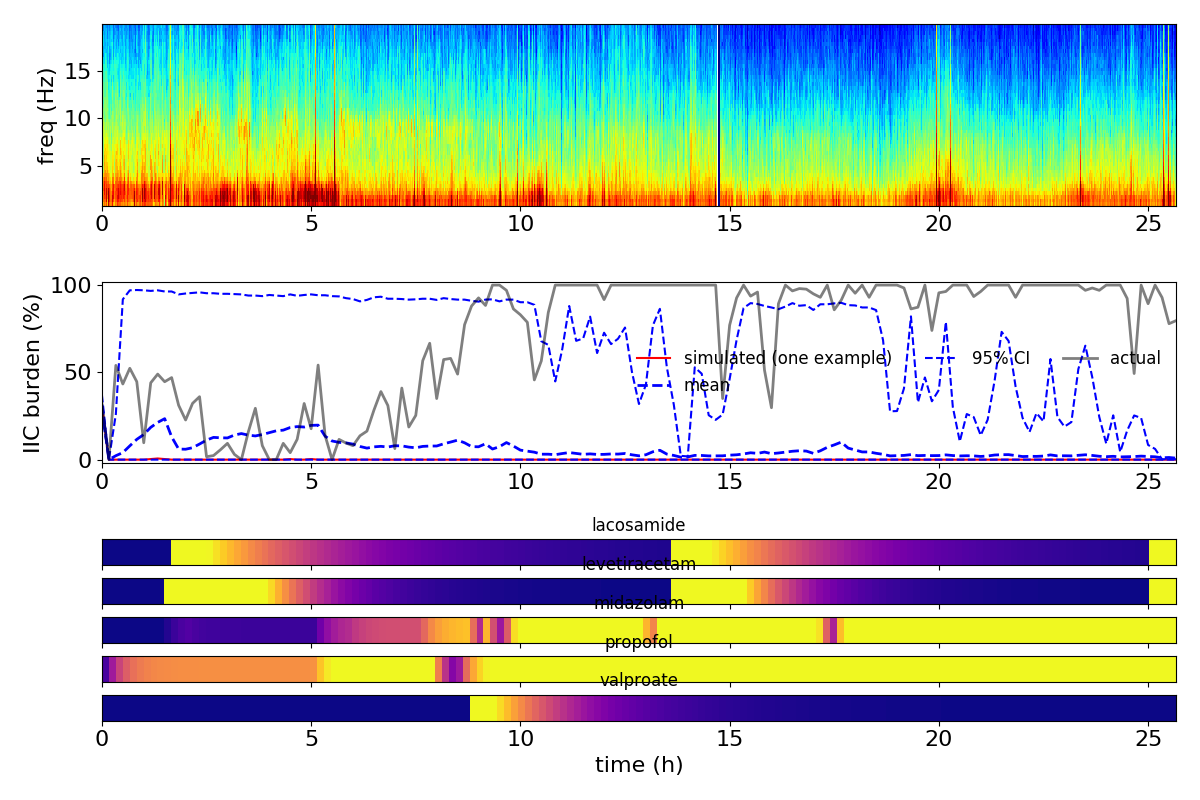 freq (Hz)
15
10
5
0 5 10 15 20 25
IIC burden (%)
100
50
0
simulated (one example) 95% CI actual
mean
0 5 10 15 20 25
lacosamide
levetiracetam
midazolam
propofol
valproate
0 5 10 15 20 25
time (h)